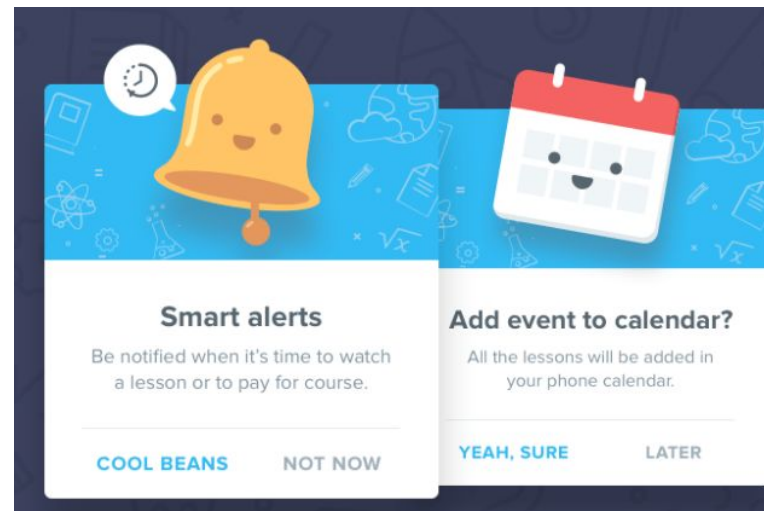 Smart alerts
Be notified when it's time to watch
a lesson or to pay for course.
COOL BEANS NOT NOW
Add event to calendar?
All the lessons will be added in
your phone calendar.
YEAH, SURE LATER
√x
√x